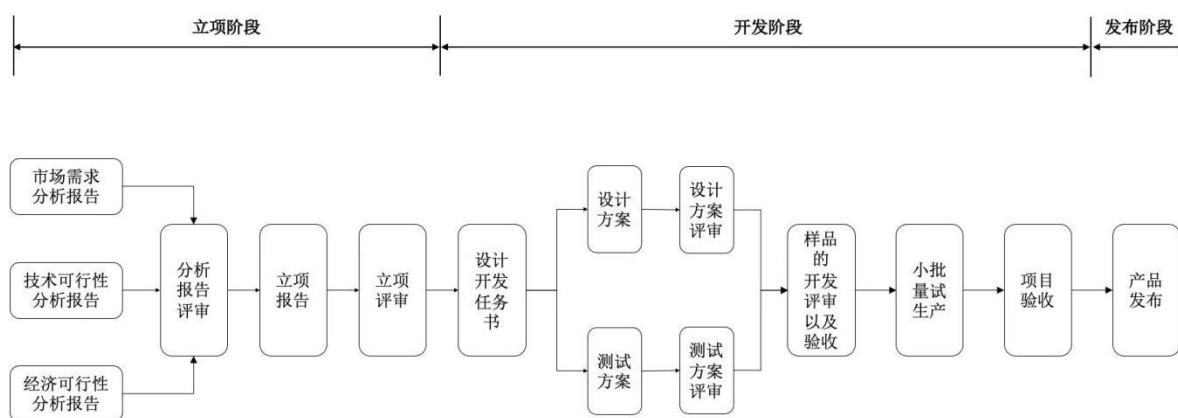 立项阶段
开发阶段
发布阶段
市场需求
分析报告
技术可行性
分析报告
经济可行性
分析报告
分析
报告
评审
立项
报告
立项
评审
设计
开发
任务
书
设计
方案
设计
方案
评审
测试
方案
测试
方案
评审
样品
的
开发
评审
以及
验收
小批
量试
生产
项目
验收
产品
发布